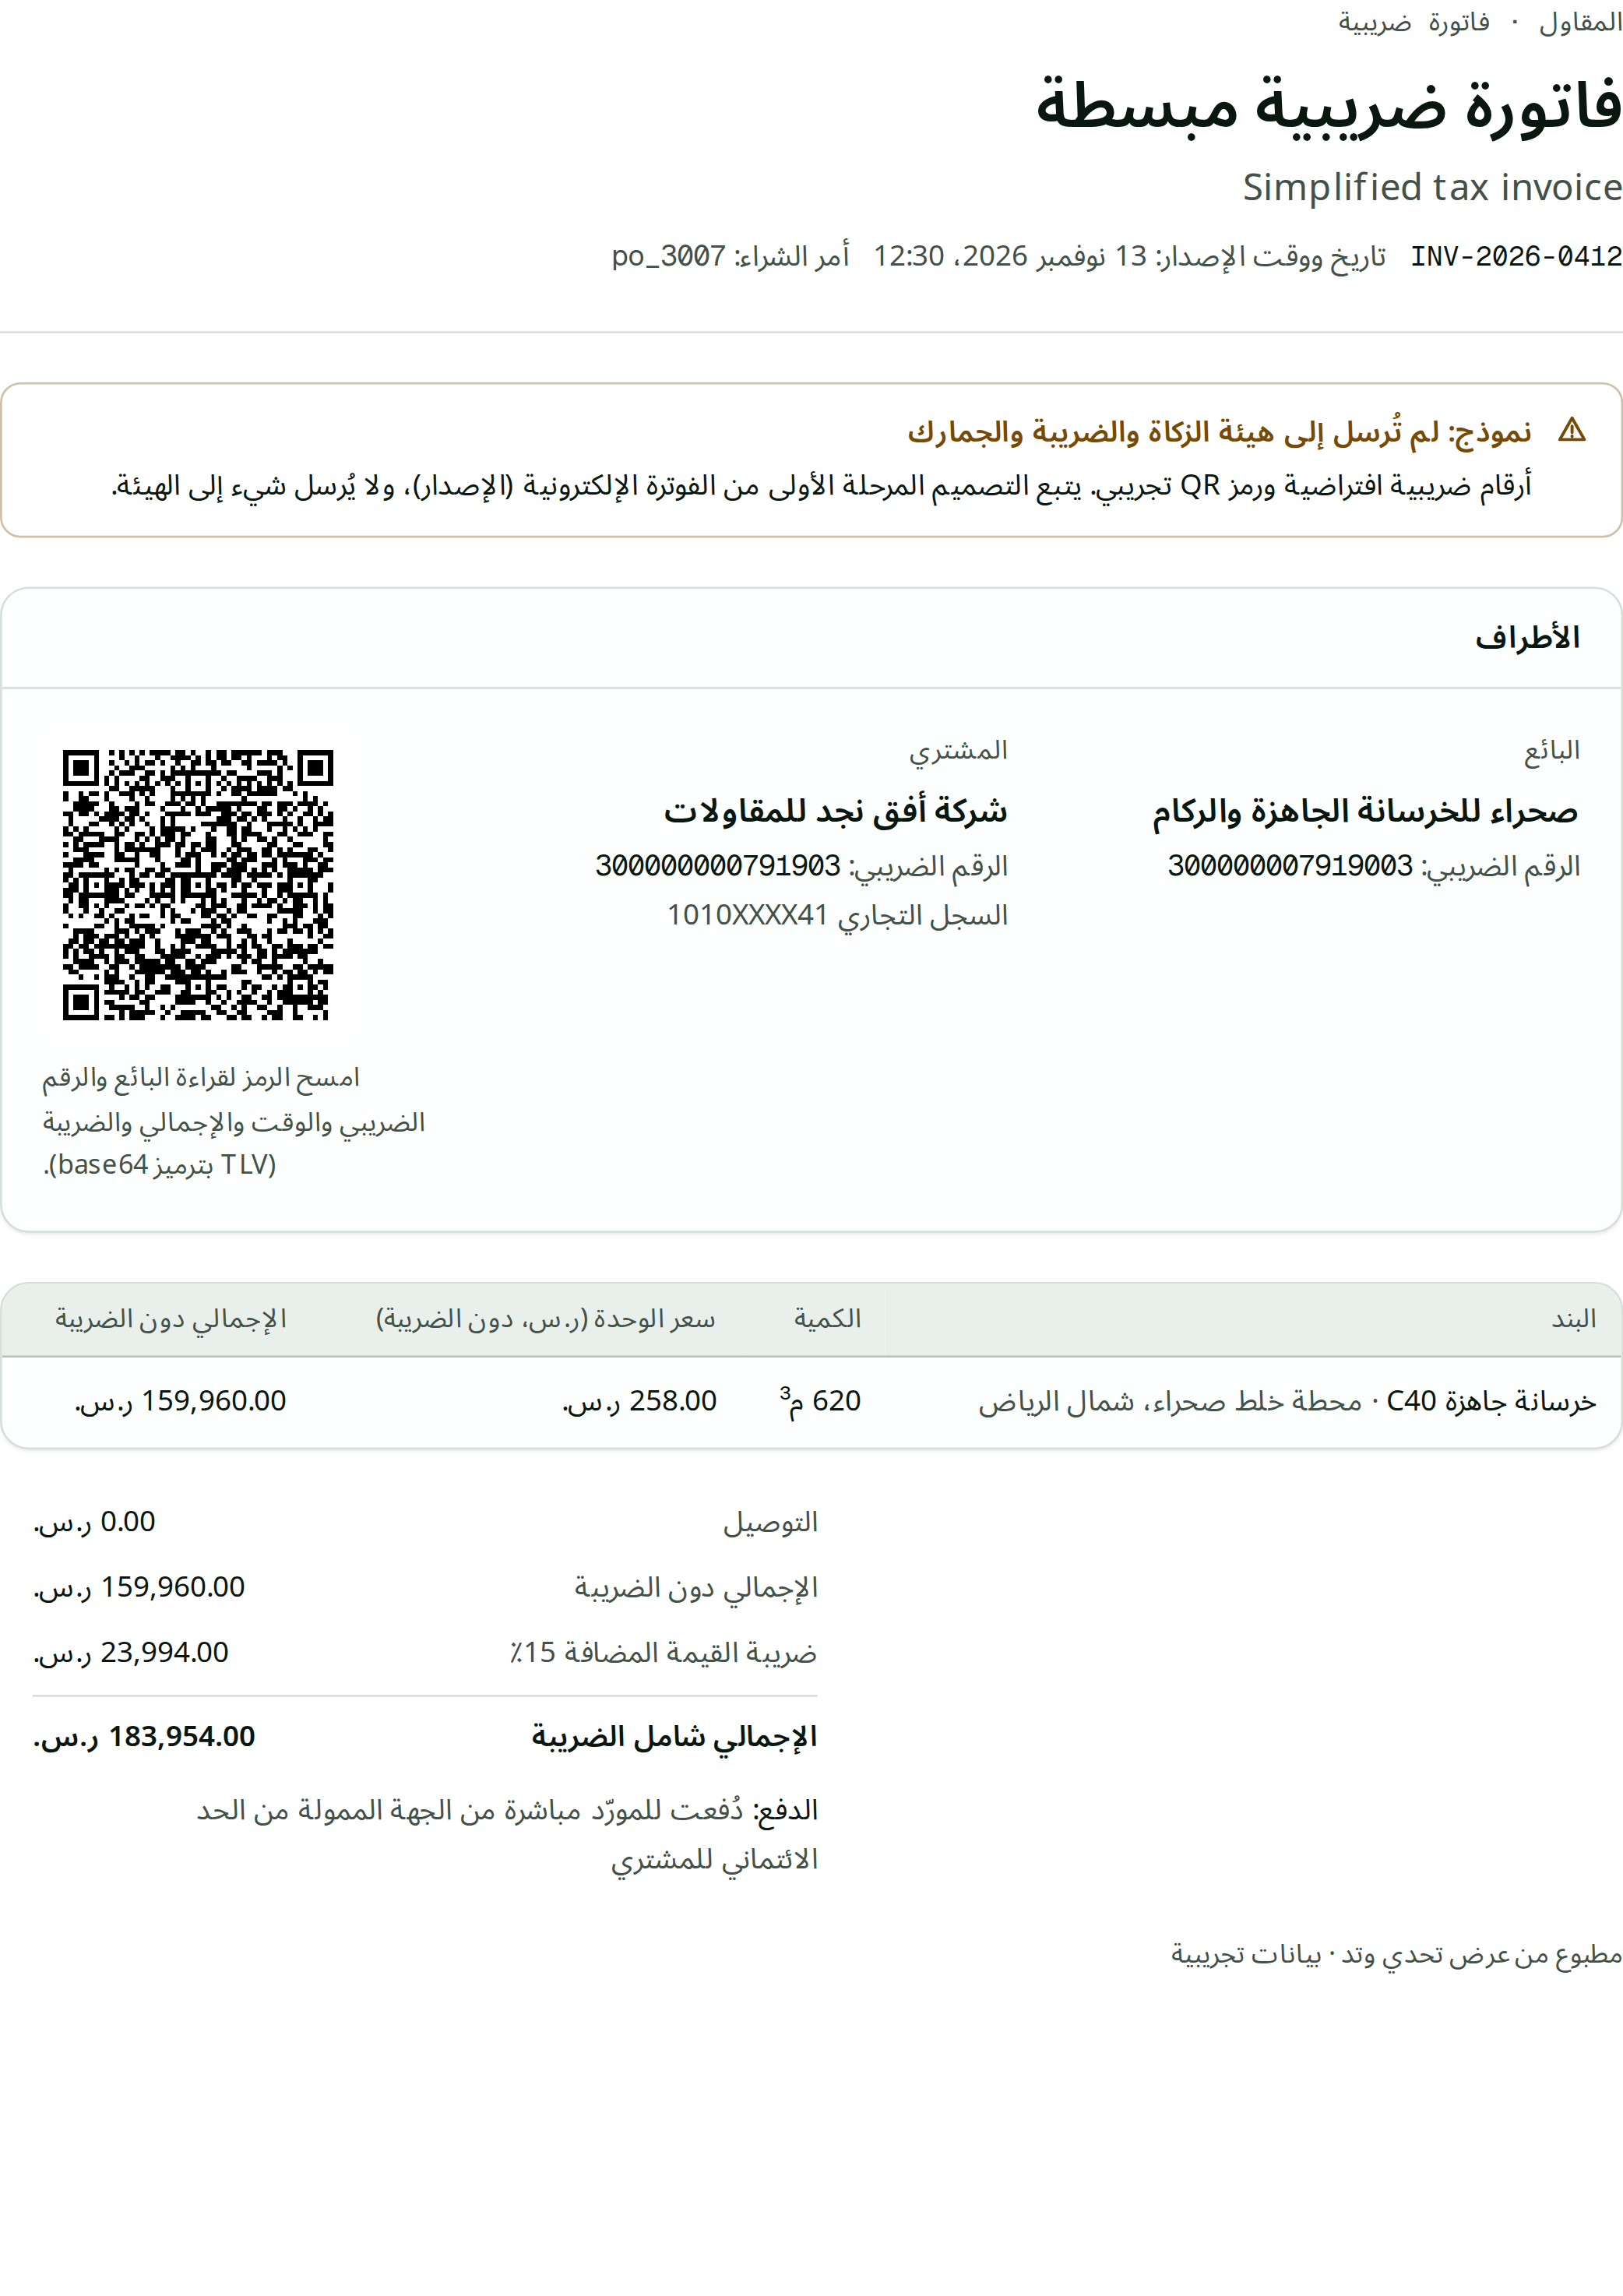 المقاول · فاتورة ضريبية
فاتورة ضريبية مبسطة
Simplified tax invoice
INV-2026-0412 تاريخ ووقت الإصدار: 13 نوفمبر 2026، 12:30 أمر الشراء: po_3007
نموذج: لم تُرسل إلى هيئة الزكاة والضريبة والجمارك
أرقام ضريبية افتراضية ورمز QR تجريبي. يتبع التصميم المرحلة الأولى من الفوترة الإلكترونية (الإصدار)، ولا يُرسل شيء إلى الهيئة.
الأطراف
البائع
صحراء للخرسانة الجاهزة والركام
الرقم الضريبي: 300000007919003
المشتري
شركة أفق نجد للمقاولات
الرقم الضريبي: 300000000791903
السجل التجاري 1010XXXX41
امسح الرمز لقراءة البائع والرقم
الضريبي والوقت والإجمالي والضريبة
(TLV بترميز base64).
البند الكمية سعر الوحدة (ر.س، دون الضريبة) الإجمالي دون الضريبة
خرسانة جاهزة C40 · محطة خلط صحراء، شمال الرياض 620 م³ 258.00 ر.س. 159,960.00 ر.س.
التوصيل 0.00 ر.س.
الإجمالي دون الضريبة 159,960.00 ر.س.
ضريبة القيمة المضافة 15٪ 23,994.00 ر.س.
الإجمالي شامل الضريبة 183,954.00 ر.س.
الدفع: دُفعت للمورّد مباشرة من الجهة الممولة من الحد
الائتماني للمشتري
مطبوع من عرض تحدي وتد · بيانات تجريبية